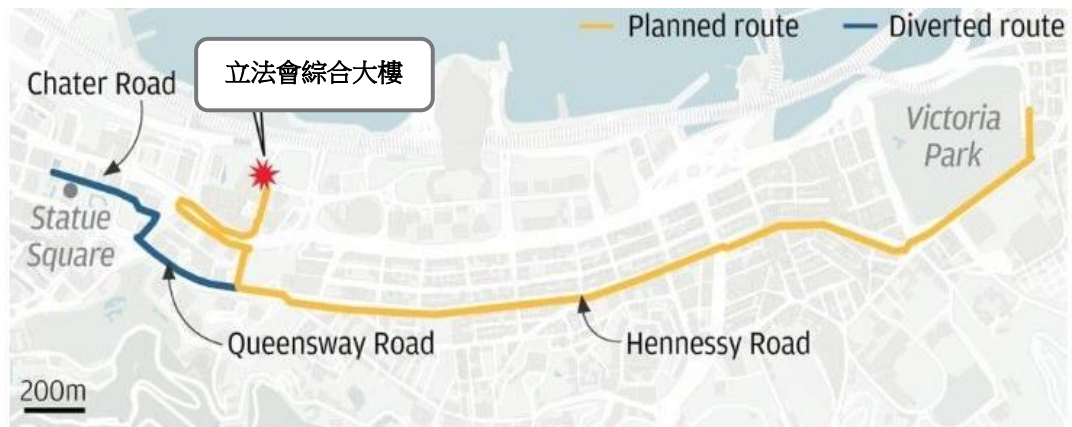 Planned route
Diverted route
立法會綜合大樓
Chater Road
Victoria
Park
Statue
Square
Queensway Road
Hennessy Road
200m